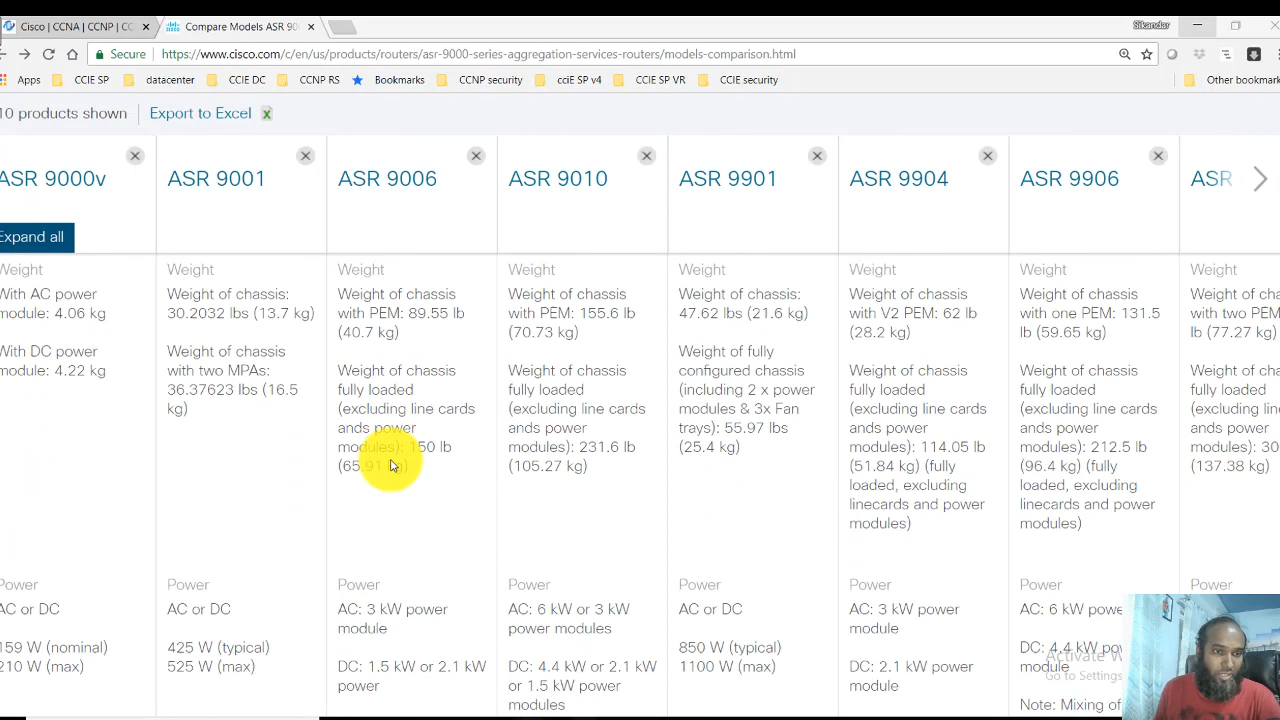 Cisco | CCNA | CCNP | CC
Compare Models ASR 90
Sikandar
Secure
https://www.cisco.com/c/en/us/products/routers/asr-9000-series-aggregation-services-routers/models-comparison.html
Apps
CCIE SP
datacenter
CCIE DC
CCNP RS
Bookmarks
CCNP security
cciE SP v4
CCIE SP VR
CCIE security
Other bookmark
10 products shown
Export to Excel
ASR 9000v
ASR 9001
ASR 9006
ASR 9010
ASR 9901
ASR 9904
ASR 9906
ASR
Expand all
Weight
With AC power
module: 4.06 kg
With DC power
module: 4.22 kg
Weight
Weight of chassis:
30.2032 lbs (13.7 kg)
Weight of chassis
with two MPAs:
36.37623 lbs (16.5
kg)
Weight
Weight of chassis
with PEM: 89.55 lb
(40.7 kg)
Weight of chassis
fully loaded
(excluding line cards
ands power
modules): 150 lb
(65.91 kg)
Weight
Weight of chassis
with PEM: 155.6 lb
(70.73 kg)
Weight of chassis
fully loaded
(excluding line cards
ands power
modules): 231.6 lb
(105.27 kg)
Weight
Weight of chassis:
47.62 lbs (21.6 kg)
Weight of fully
configured chassis
(including 2 x power
modules & 3x Fan
trays): 55.97 lbs
(25.4 kg)
Weight
Weight of chassis
with V2 PEM: 62 lb
(28.2 kg)
Weight of chassis
fully loaded
(excluding line cards
ands power
modules): 114.05 lb
(51.84 kg) (fully
loaded, excluding
linecards and power
modules)
Weight
Weight of chassis
with one PEM: 131.5
lb (59.65 kg)
Weight of chassis
fully loaded
(excluding line cards
ands power
modules): 212.5 lb
(96.4 kg) (fully
loaded, excluding
linecards and power
modules)
Weight
Weight of c
with two PEM
lb (77.27 kg)
Weight of c
fully loaded
(excluding li
ands power
modules): 30
(137.38 kg)
Power
AC or DC
159 W (nominal)
210 W (max)
Power
AC or DC
425 W (typical)
525 W (max)
Power
AC: 3 kW power
module
DC: 1.5 kW or 2.1 kW
power
Power
AC: 6 kW or 3 kW
power modules
DC: 4.4 kW or 2.1 kW
or 1.5 kW power
modules
Power
AC or DC
850 W (typical)
1100 W (max)
Power
AC: 3 kW power
module
DC: 2.1 kW power
module
Power
AC: 6 kW
DC: 4.4 kW pow
module
Note: Mixing of
Power
Activate W
Go to Settings